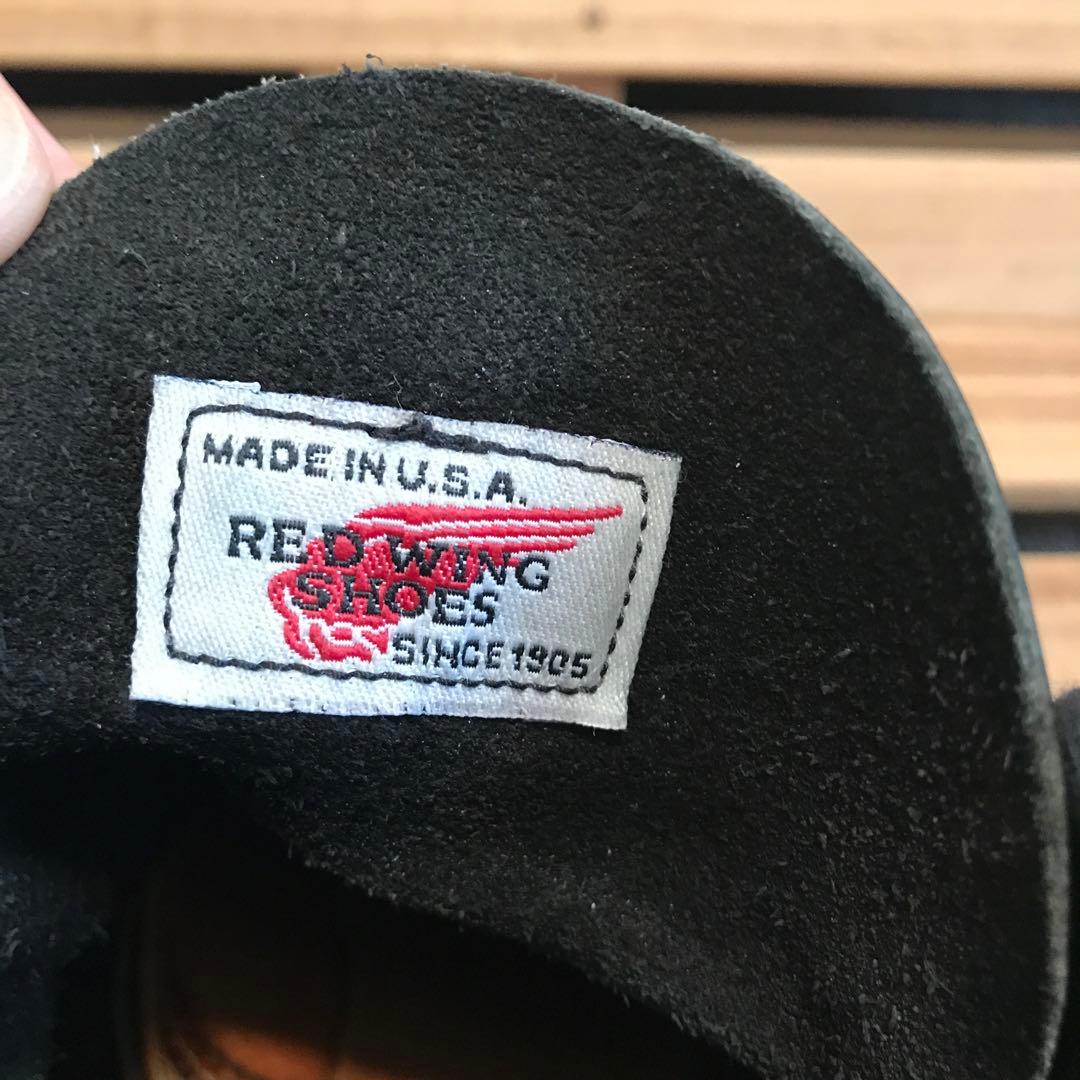 MADE IN U.S.A.
RED WING
SHOES
SINCE 1905